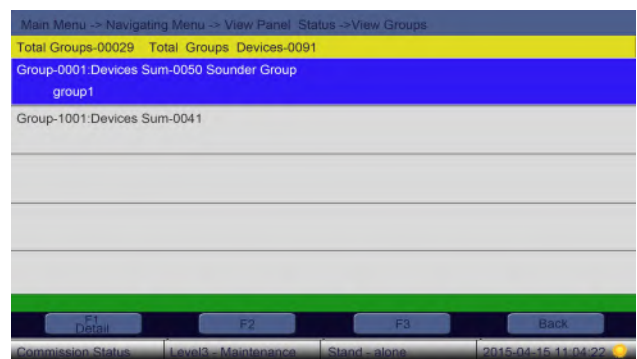 Main Menu -> Navigating Menu -> View Panel Status ->View Groups
Total Groups-00029 Total Groups Devices-0091
Group-0001:Devices Sum-0050 Sounder Group
group1
Group-1001:Devices Sum-0041
F1 F2 F3 Back
Detail
Commission Status Level3 - Maintenance Stand - alone 2015-04-15 11:04:22